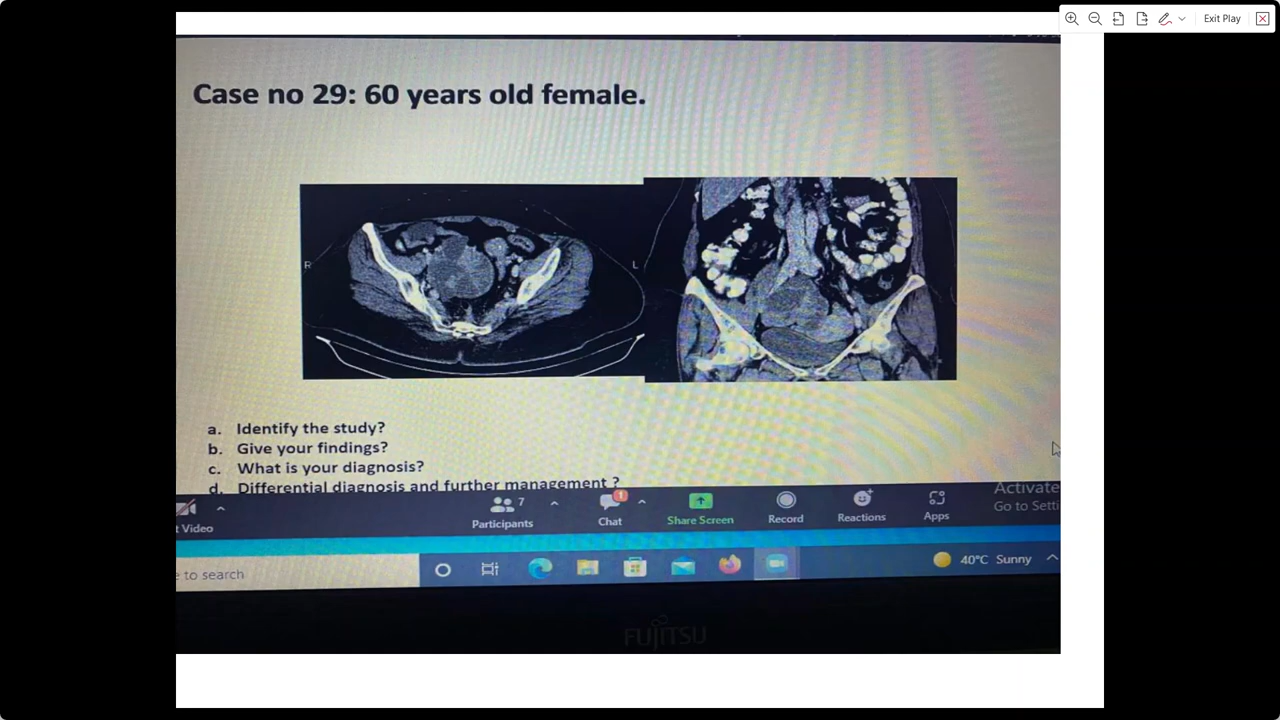 Exit Play
Case no 29: 60 years old female.
R
L
a. Identify the study?
b. Give your findings?
c. What is your diagnosis?
d. Differential diagnosis and further management ?
Activate
Go to Setti
t Video
7
Participants
1
Chat
Share Screen
Record
Reactions
Apps
e to search
40°C Sunny
FUJITSU